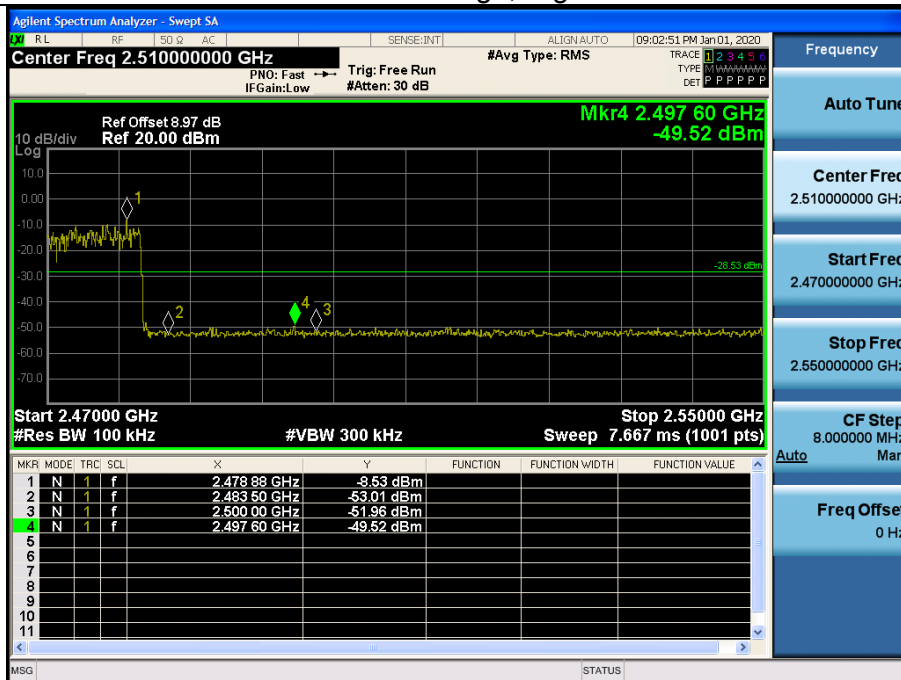 Agilent Spectrum Analyzer - Swept SA
LXI RL RF 50 Ω AC SENSE:INT ALIGN AUTO 09:02:51 PM Jan 01, 2020
Center Freq 2.510000000 GHz
PNO: Fast
IFGain:Low
Trig: Free Run
#Atten: 30 dB
#Avg Type: RMS
TRACE 1 2 3 4 5 6
TYPE M W W W W W
DET P P P P P P
Frequency
Auto Tune
Center Freq
2.510000000 GHz
Start Freq
2.470000000 GHz
Stop Freq
2.550000000 GHz
CF Step
8.000000 MHz
Auto Man
Freq Offset
0 Hz
Mkr4 2.497 60 GHz
-49.52 dBm
Ref Offset 8.97 dB
10 dB/div Ref 20.00 dBm
Log
10.0
0.00
-10.0
-20.0
-30.0
-40.0
-50.0
-60.0
-70.0
1
2
4
3
-28.53 dBm
Start 2.47000 GHz
Stop 2.55000 GHz
#Res BW 100 kHz #VBW 300 kHz Sweep 7.667 ms (1001 pts)
MKR MODE TRC SCL X Y FUNCTION FUNCTION WIDTH FUNCTION VALUE
1 N 1 f 2.478 88 GHz -8.53 dBm
2 N 1 f 2.483 50 GHz -53.01 dBm
3 N 1 f 2.500 00 GHz -51.96 dBm
4 N 1 f 2.497 60 GHz -49.52 dBm
5
6
7
8
9
10
11
MSG STATUS